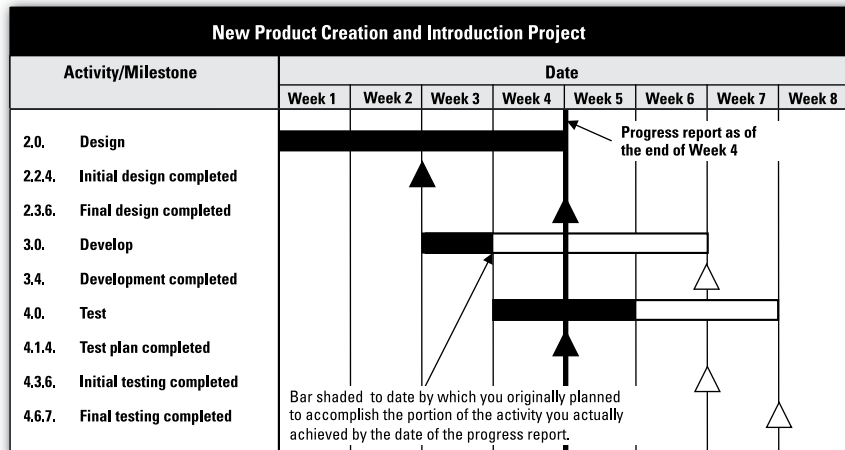 New Product Creation and Introduction Project
Activity/Milestone
Date
Week 1 Week 2 Week 3 Week 4 Week 5 Week 6 Week 7 Week 8
Progress report as of
the end of Week 4
2.0. Design
2.2.4. Initial design completed
2.3.6. Final design completed
3.0. Develop
3.4. Development completed
4.0. Test
4.1.4. Test plan completed
4.3.6. Initial testing completed
4.6.7. Final testing completed
Bar shaded to date by which you originally planned
to accomplish the portion of the activity you actually
achieved by the date of the progress report.